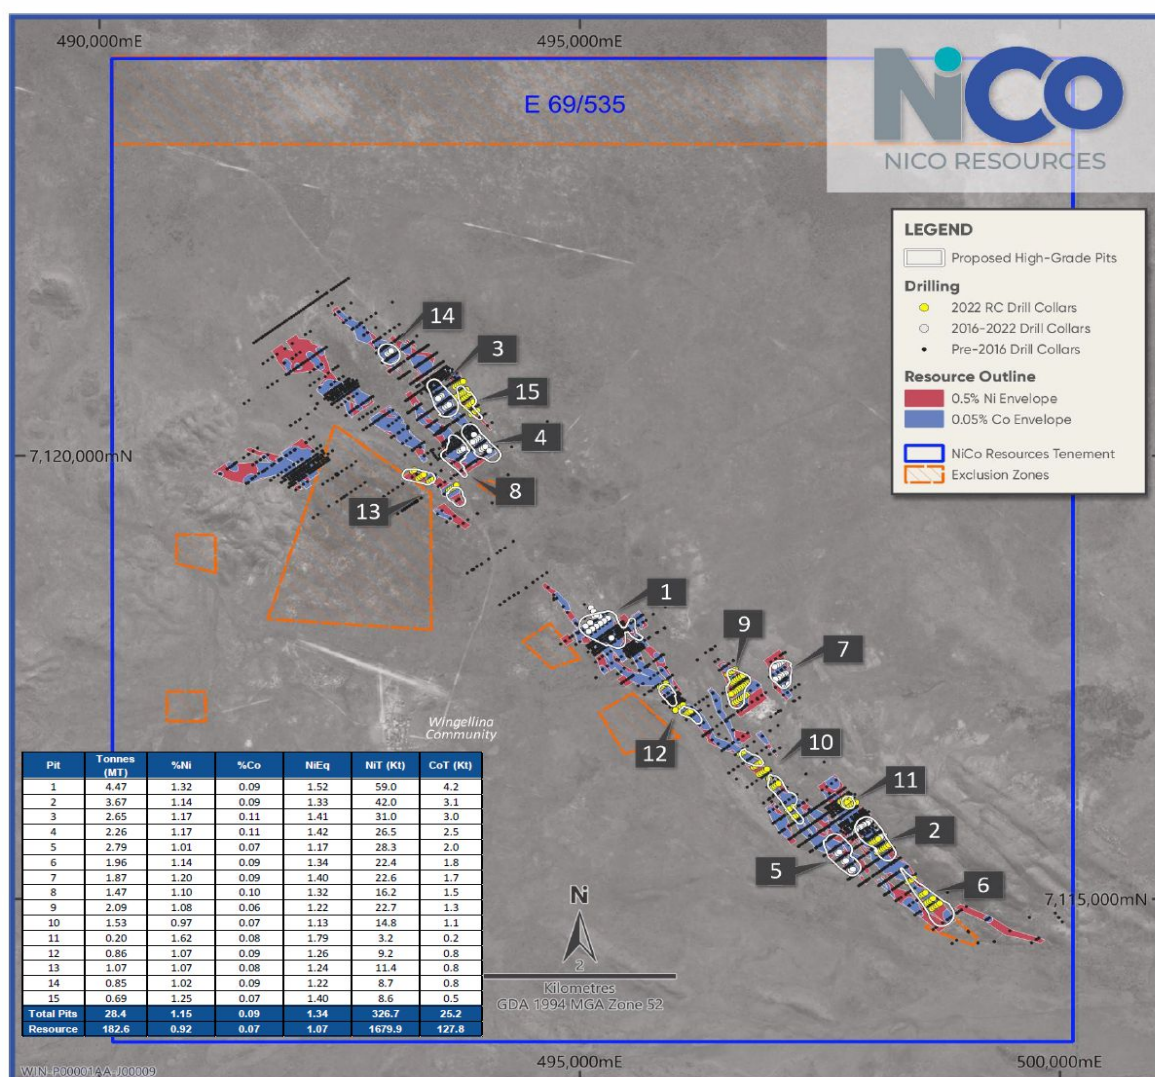 490,000mE 495,000mE
E 69/535
NiCo
NICO RESOURCES
LEGEND
Proposed High-Grade Pits
Drilling
2022 RC Drill Collars
2016-2022 Drill Collars
Pre-2016 Drill Collars
Resource Outline
0.5% Ni Envelope
0.05% Co Envelope
NiCo Resources Tenement
Exclusion Zones
14
3
15
4
7,120,000mN
8
13
1
9
7
Wingellina
Community
12
10
11
2
5
6
7,115,000mN
N
2
Kilometres
GDA 1994 MGA Zone 52
Pit Tonnes (MT) %Ni %Co NiEq NiT (Kt) CoT (Kt)
1 4.47 1.32 0.09 1.52 59.0 4.2
2 3.67 1.14 0.09 1.33 42.0 3.1
3 2.65 1.17 0.11 1.41 31.0 3.0
4 2.26 1.17 0.11 1.42 26.5 2.5
5 2.79 1.01 0.07 1.17 28.3 2.0
6 1.96 1.14 0.09 1.34 22.4 1.8
7 1.87 1.20 0.09 1.40 22.6 1.7
8 1.47 1.10 0.10 1.32 16.2 1.5
9 2.09 1.08 0.06 1.22 22.7 1.3
10 1.53 0.97 0.07 1.13 14.8 1.1
11 0.20 1.62 0.08 1.79 3.2 0.2
12 0.86 1.07 0.09 1.26 9.2 0.8
13 1.07 1.07 0.08 1.24 11.4 0.8
14 0.85 1.02 0.09 1.22 8.7 0.8
15 0.69 1.25 0.07 1.40 8.6 0.5
Total Pits 28.4 1.15 0.09 1.34 326.7 25.2
Resource 182.6 0.92 0.07 1.07 1679.9 127.8
495,000mE 500,000mE
WIN-P00001AA-J00009